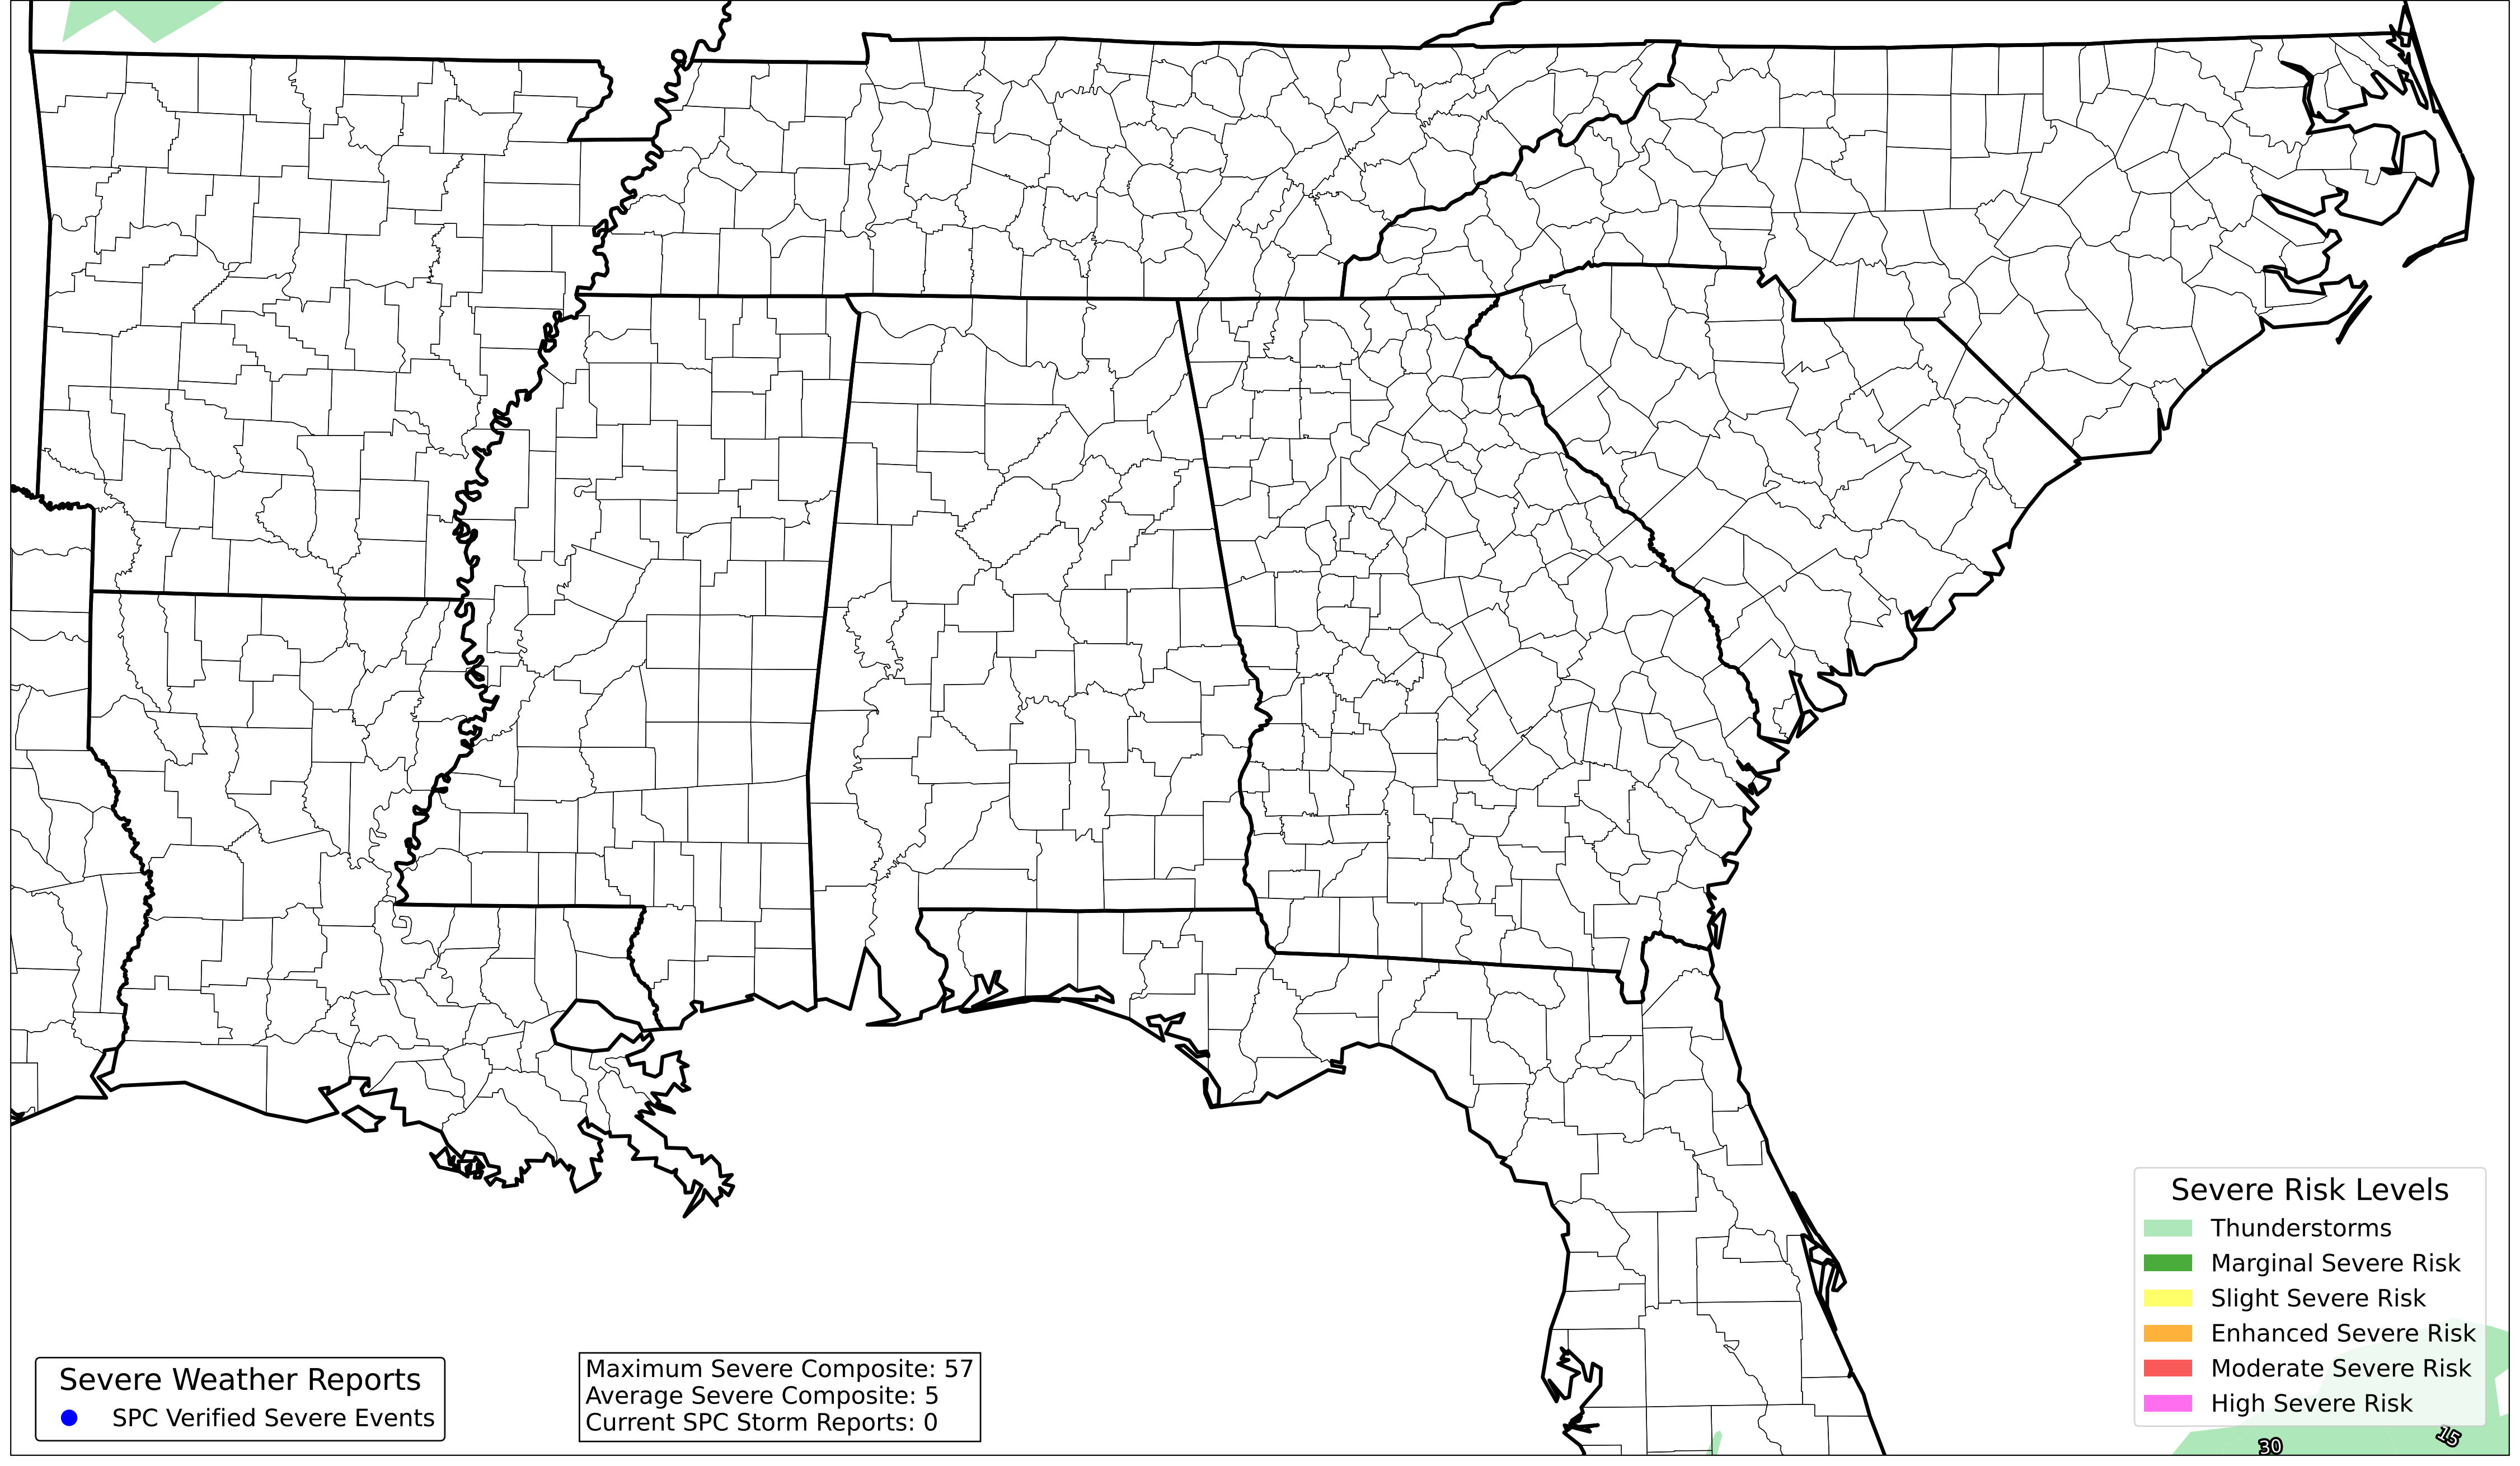 Severe Risk Levels
Thunderstorms
Marginal Severe Risk
Slight Severe Risk
Enhanced Severe Risk
Moderate Severe Risk
High Severe Risk
Severe Weather Reports
SPC Verified Severe Events
Maximum Severe Composite: 57
Average Severe Composite: 5
Current SPC Storm Reports: 0
30
15